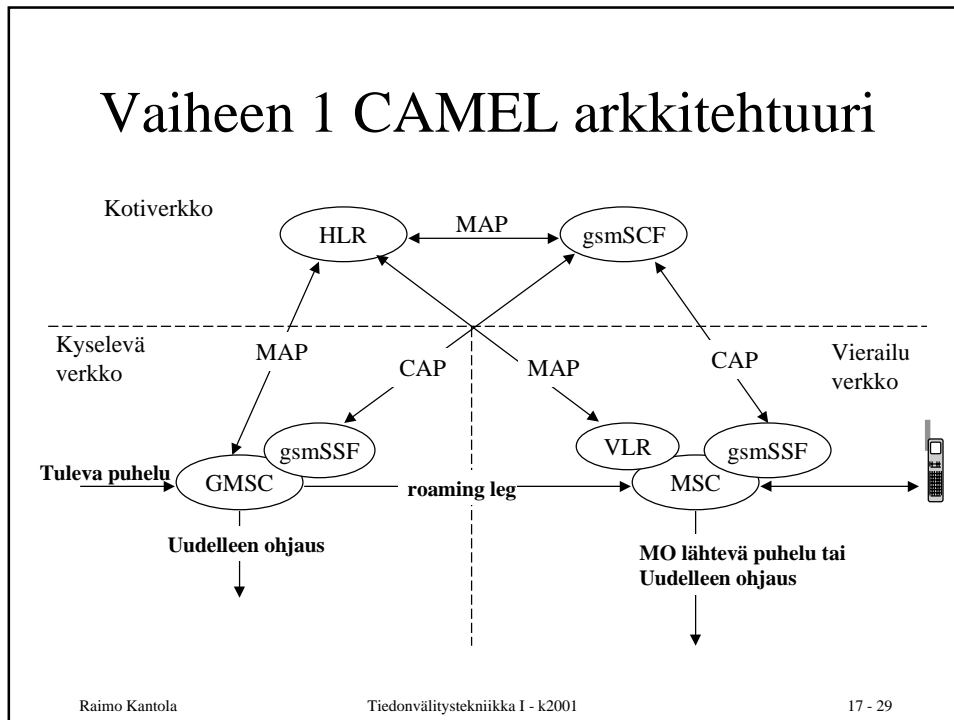 Vaiheen 1 CAMEL arkkitehtuuri
Kotiverkko
HLR
MAP
gsmSCF
Kyselevä
verkko
MAP
CAP
MAP
CAP
Vierailu
verkko
gsmSSF
VLR
gsmSSF
Tuleva puhelu
GMSC
roaming leg
MSC
Uudelleen ohjaus
MO lähtevä puhelu tai
Uudelleen ohjaus
Raimo Kantola
Tiedonvälitystekniikka I - k2001
17 - 29